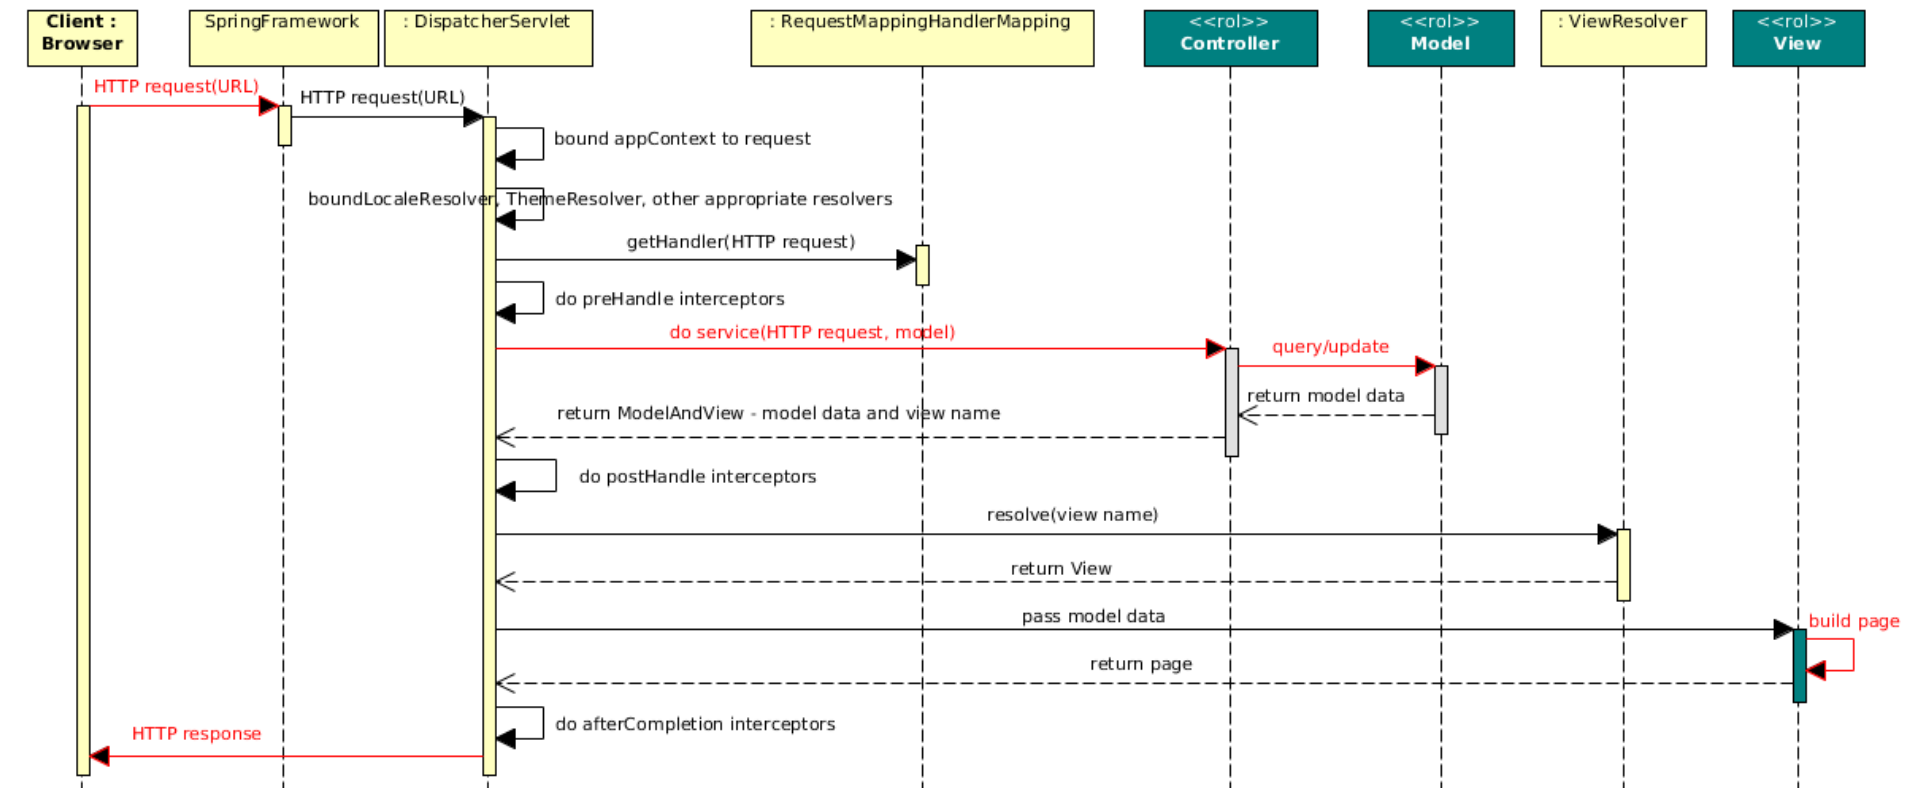 Client :
Browser
SpringFramework
: DispatcherServlet
: RequestMappingHandlerMapping
<<rol>>
Controller
<<rol>>
Model
: ViewResolver
<<rol>>
View
HTTP request(URL)
HTTP request(URL)
bound appContext to request
boundLocaleResolver, ThemeResolver, other appropriate resolvers
getHandler(HTTP request)
do preHandle interceptors
do service(HTTP request, model)
query/update
return model data
return ModelAndView - model data and view name
do postHandle interceptors
resolve(view name)
return View
pass model data
build page
return page
do afterCompletion interceptors
HTTP response